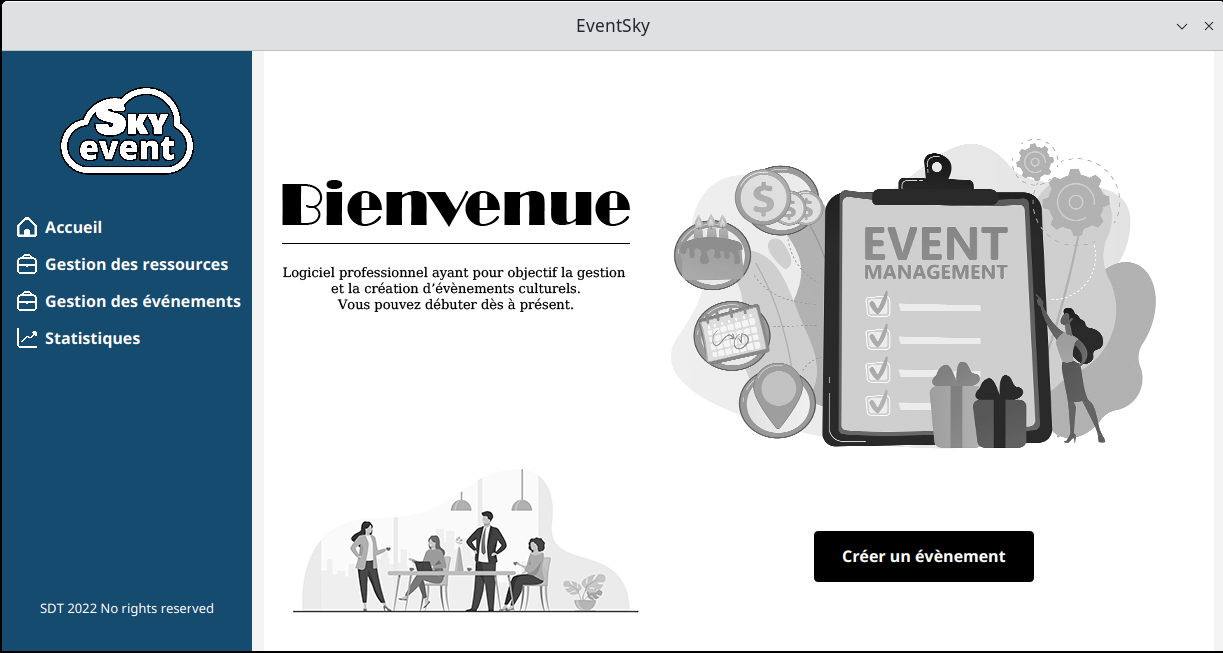 EventSky
Sky
event
Accueil
Gestion des ressources
Gestion des événements
Statistiques
SDT 2022 No rights reserved
Bienvenue
Logiciel professionnel ayant pour objectif la gestion
et la création d’évènements culturels.
Vous pouvez débuter dès à présent.
$
$
$
EVENT
MANAGEMENT
Créer un évènement